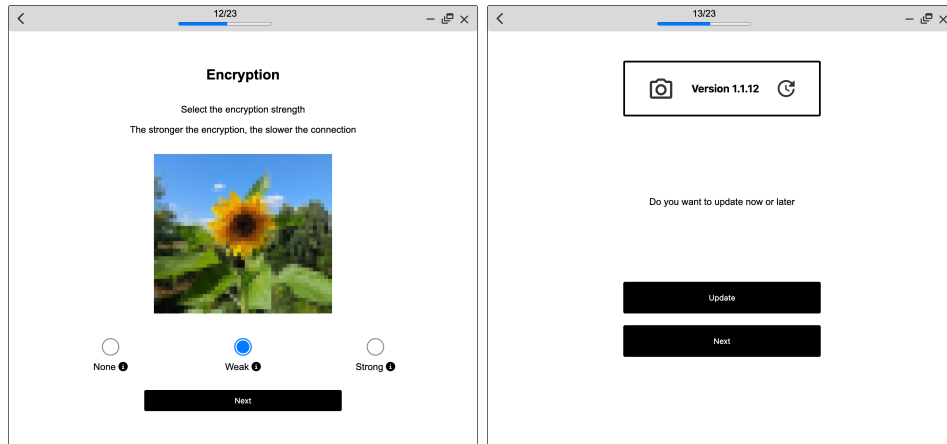 12/23
Encryption
Select the encryption strength
The stronger the encryption, the slower the connection
None
Weak
Strong
Next
13/23
Version 1.1.12
Do you want to update now or later
Update
Next